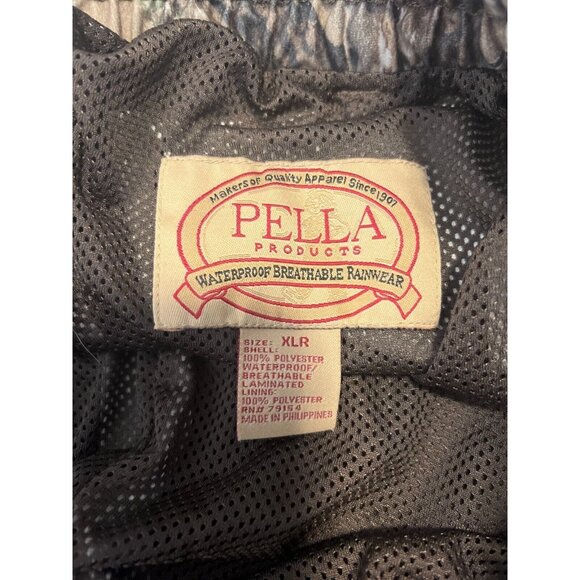 Makers of Quality Apparel Since 1907
PELLA
PRODUCTS
WATERPROOF BREATHABLE RAINWEAR
SIZE: XLR
SHELL:
100% POLYESTER
WATERPROOF/
BREATHABLE
LAMINATED
LINING:
100% POLYESTER
RN# 79154
MADE IN PHILIPPINES